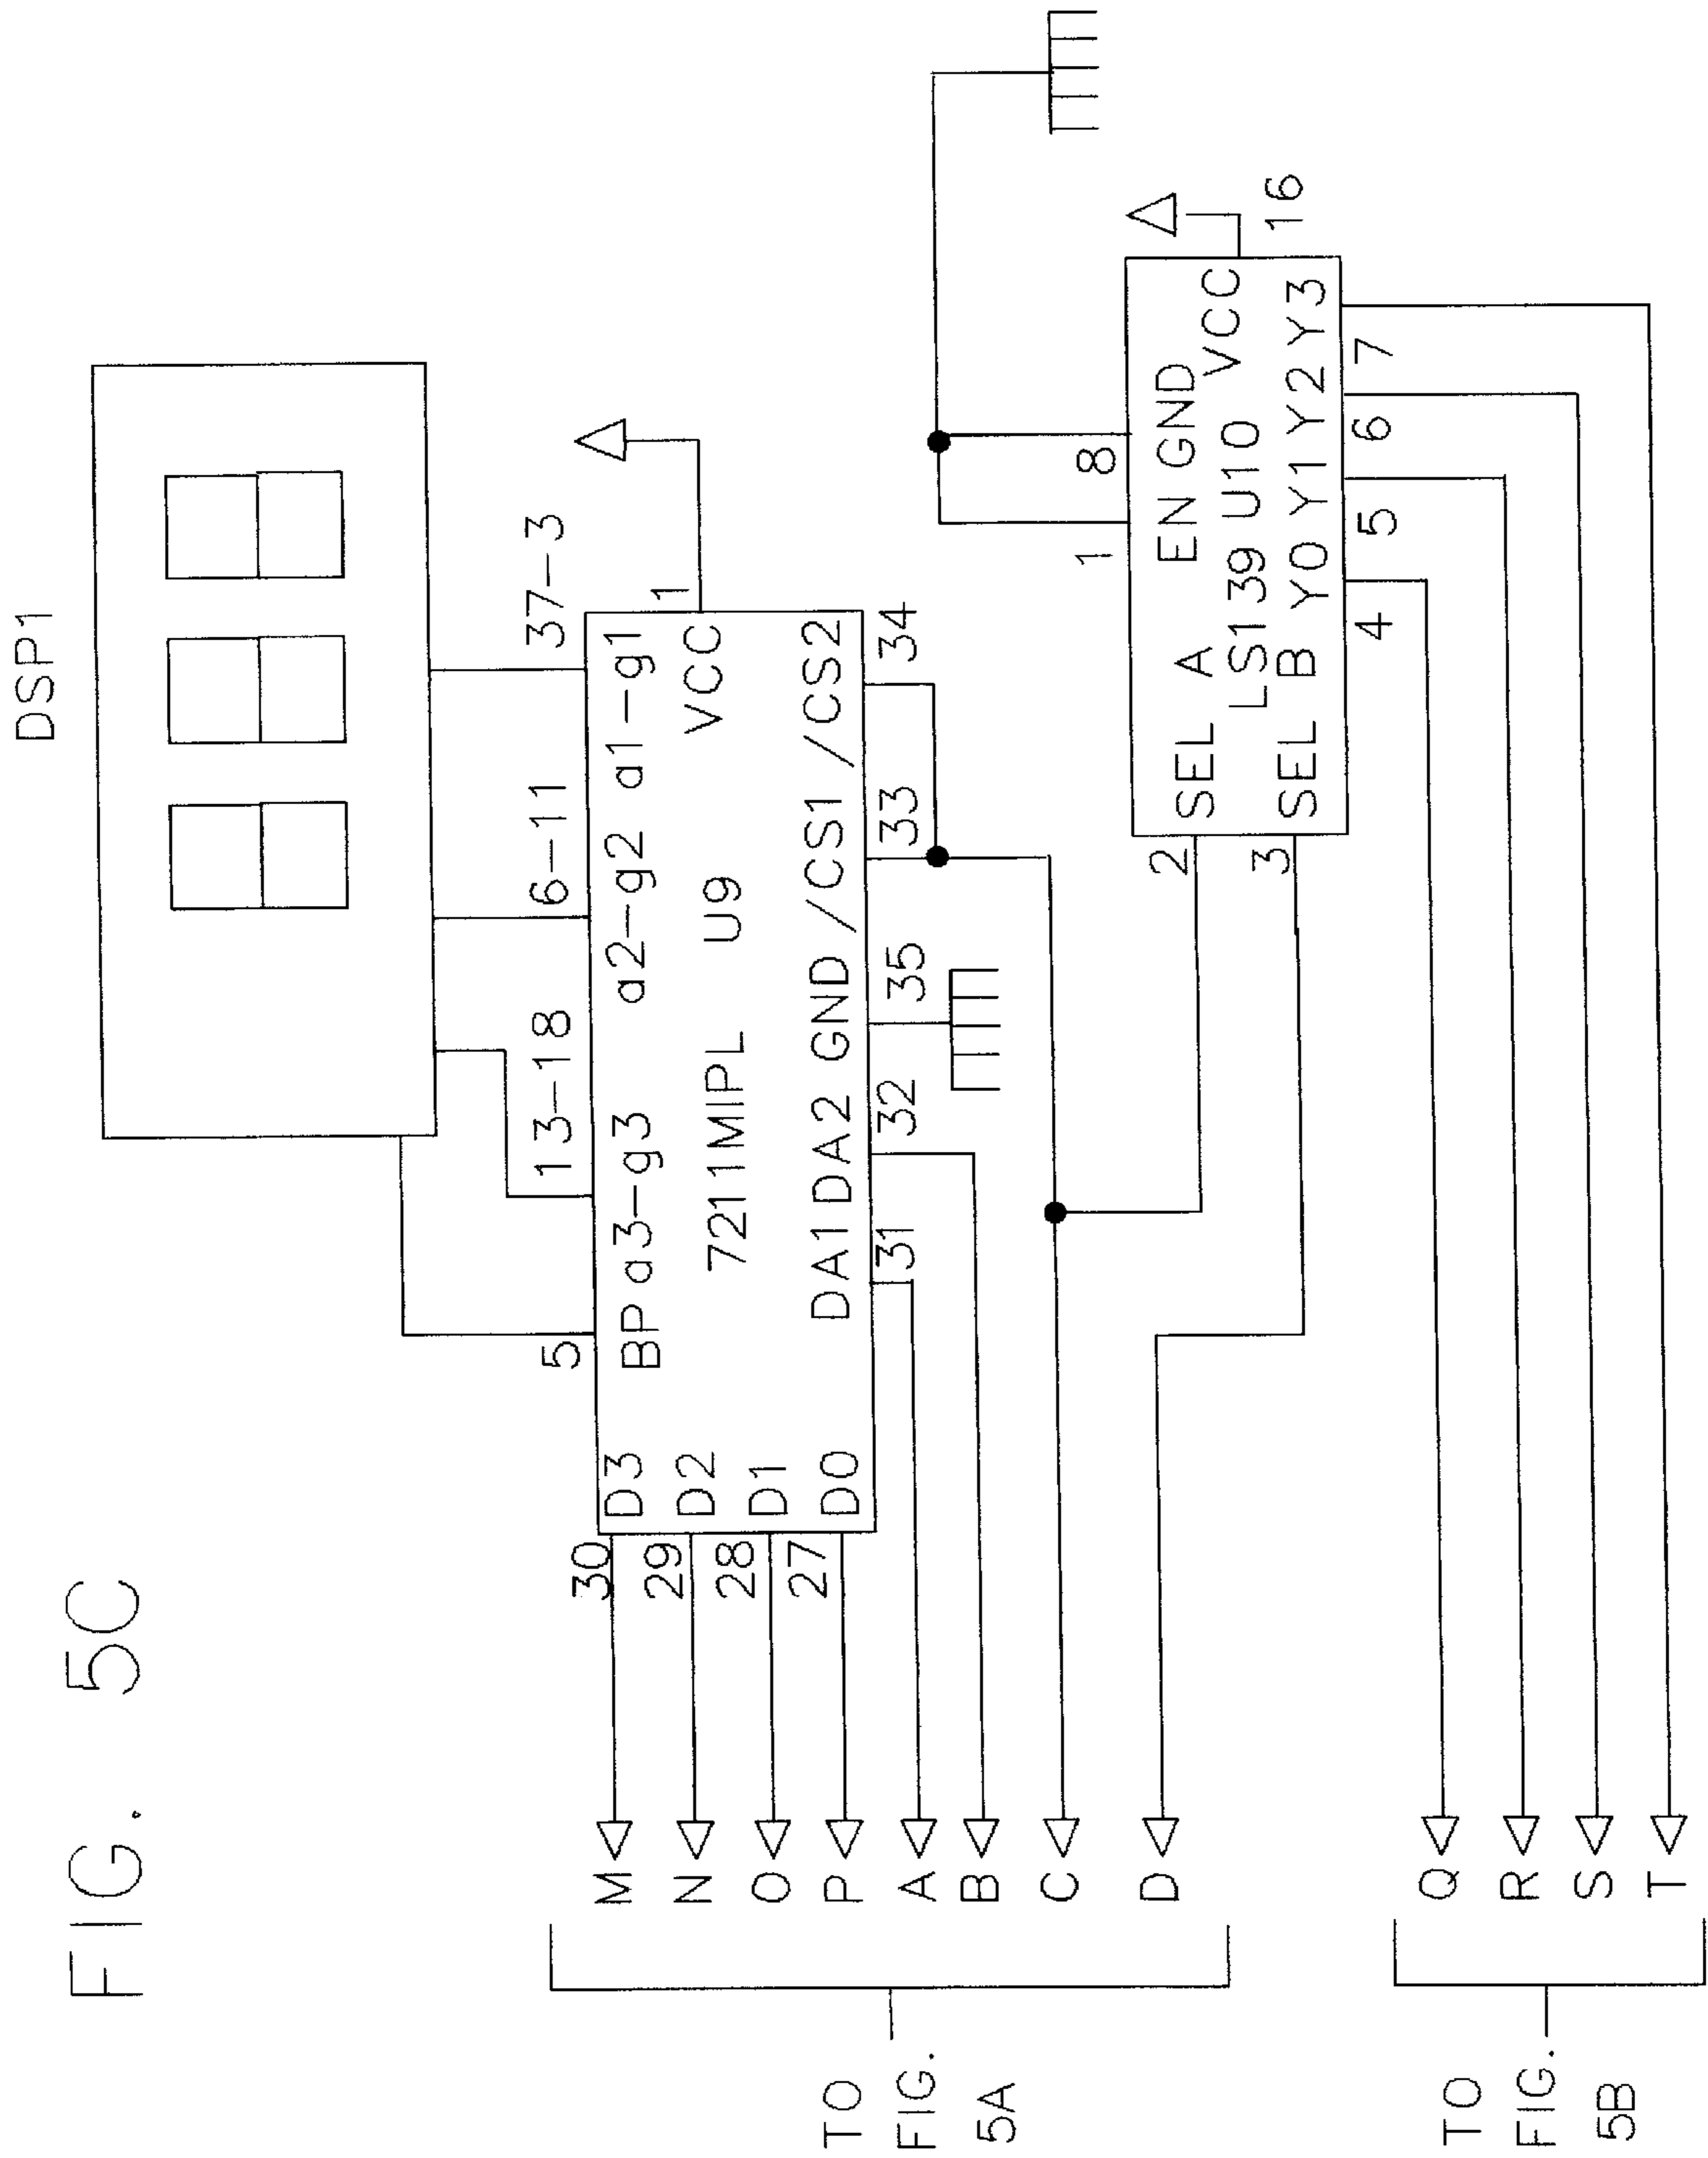 FIG. 5C
DSP1
5
13-18
6-11
37-3
BP a3-g3 a2-g2 a1-g1
30 D3
29 D2
28 D1
27 D0
7211MIPL U9
VCC 1
DA1 DA2 GND /CS1 /CS2
31 32 35 33 34
M
N
O
P
A
B
C
D
TO
FIG.
5A
1 8
EN GND
2 SEL A
LS139 U10 VCC
16
3 SEL B Y0 Y1 Y2 Y3
4 5 6 7
Q
R
S
T
TO
FIG.
5B